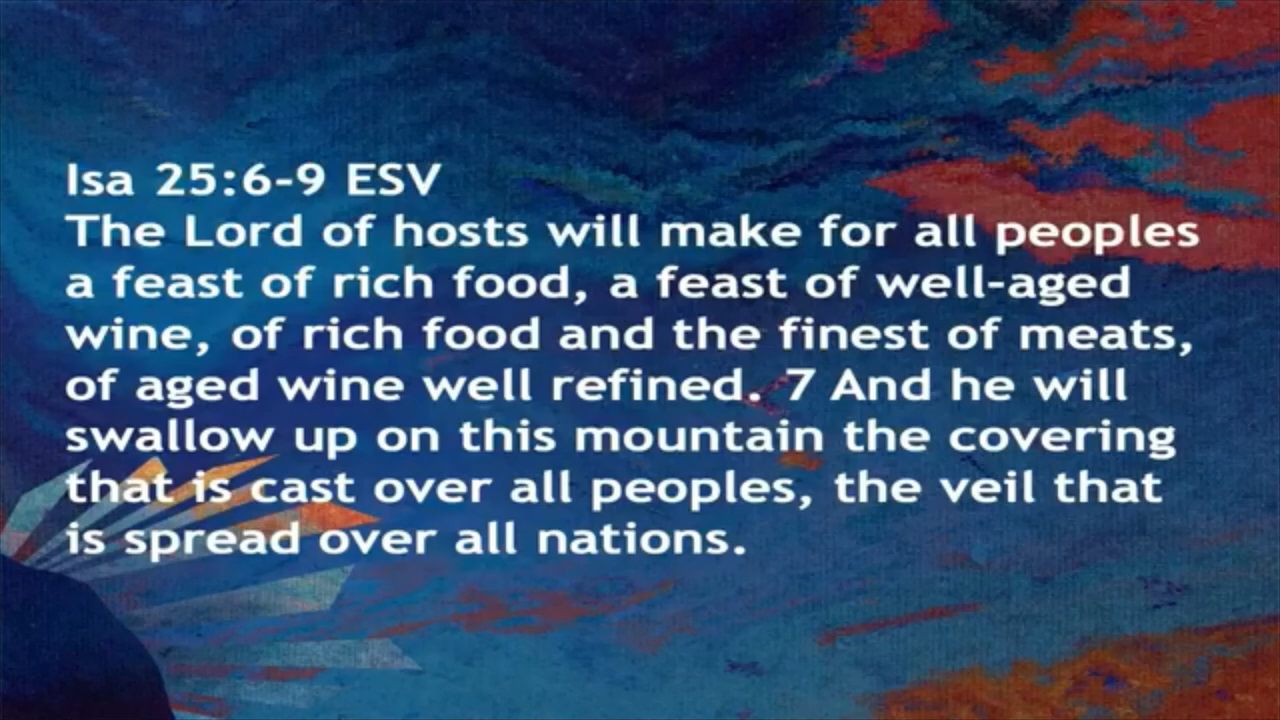 Isa 25:6-9 ESV
The Lord of hosts will make for all peoples
a feast of rich food, a feast of well-aged
wine, of rich food and the finest of meats,
of aged wine well refined. 7 And he will
swallow up on this mountain the covering
that is cast over all peoples, the veil that
is spread over all nations.